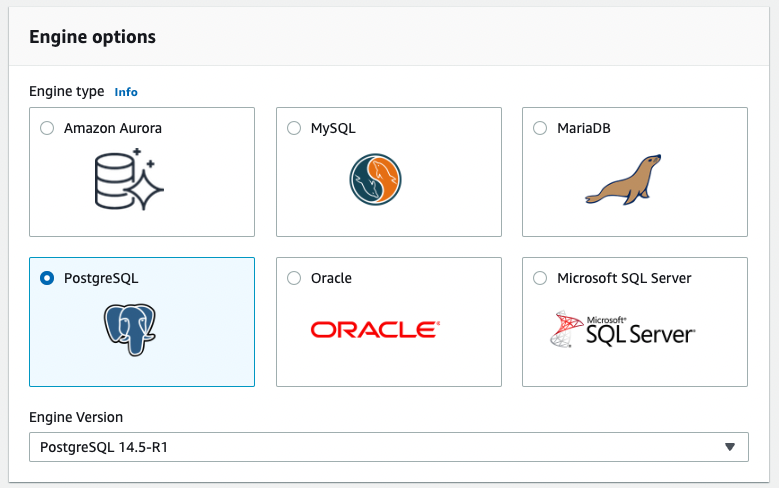 Engine options
Engine type Info
Amazon Aurora
MySQL
MariaDB
PostgreSQL
Oracle
ORACLE®
Microsoft SQL Server
Microsoft®
SQL Server®
Engine Version
PostgreSQL 14.5-R1